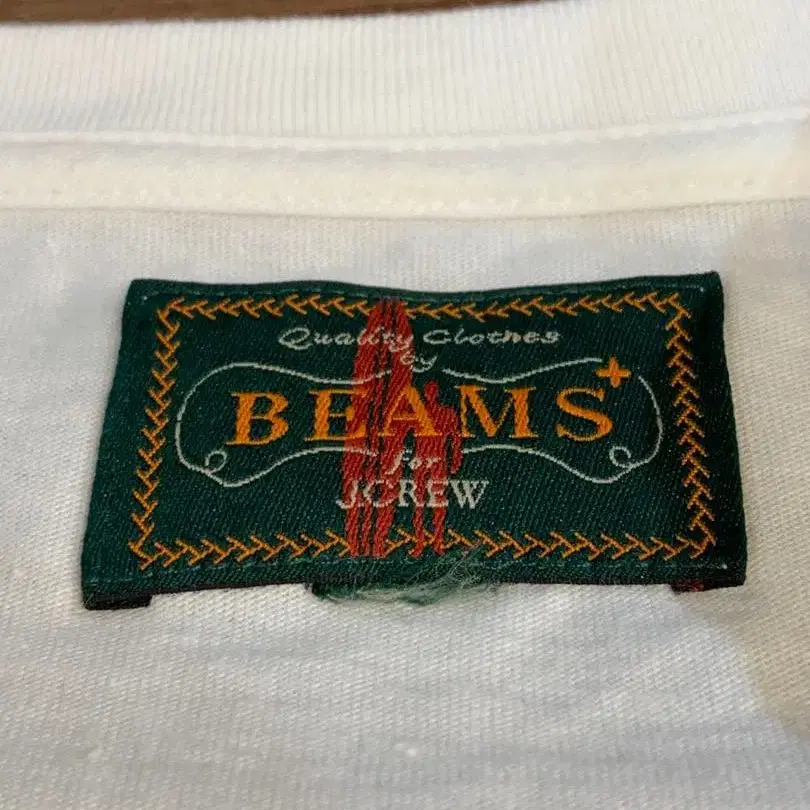 Quality Clothes
by
BEAMS+
for
J.CREW